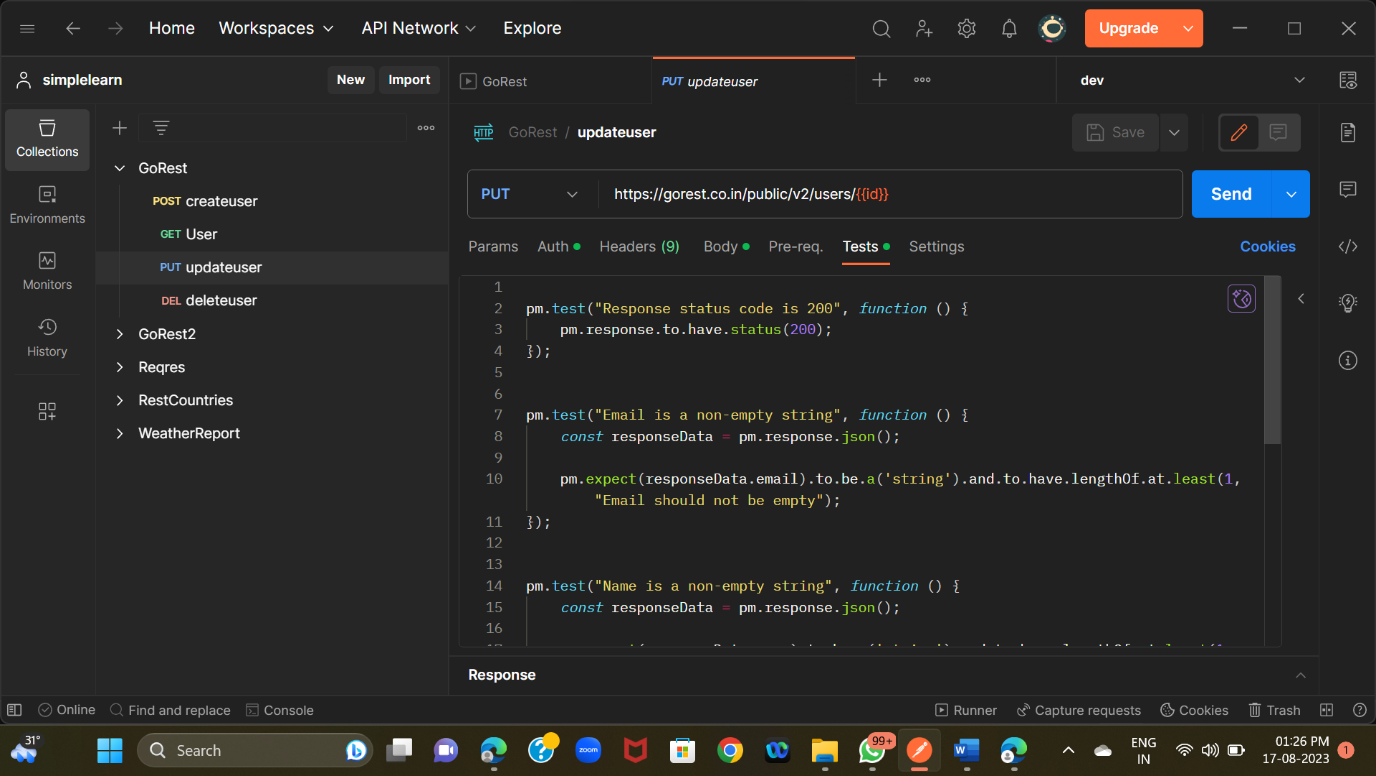 Home
Workspaces
API Network
Explore
Upgrade
simplelearn
New
Import
GoRest
PUT updateuser
dev
Collections
Environments
Monitors
History
GoRest
POST createuser
GET User
PUT updateuser
DEL deleteuser
GoRest2
Reqres
RestCountries
WeatherReport
HTTP
GoRest / updateuser
Save
PUT
https://gorest.co.in/public/v2/users/{{id}}
Send
Params
Auth
Headers (9)
Body
Pre-req.
Tests
Settings
Cookies
1
2 pm.test("Response status code is 200", function () {
3 pm.response.to.have.status(200);
4 });
5
6
7 pm.test("Email is a non-empty string", function () {
8 const responseData = pm.response.json();
9
10 pm.expect(responseData.email).to.be.a('string').and.to.have.lengthOf.at.least(1,
"Email should not be empty");
11 });
12
13
14 pm.test("Name is a non-empty string", function () {
15 const responseData = pm.response.json();
16
Response
Online
Find and replace
Console
Runner
Capture requests
Cookies
Trash
31°
Search
zoom
99+
ENG
IN
01:26 PM
17-08-2023
1